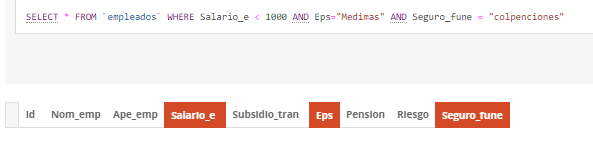 SELECT * FROM `empleados` WHERE Salario_e < 1000 AND Eps="Medimas" AND Seguro_fune = "colpenciones"
Id Nom_emp Ape_emp Salario_e Subsidio_tran Eps Pension Riesgo Seguro_fune